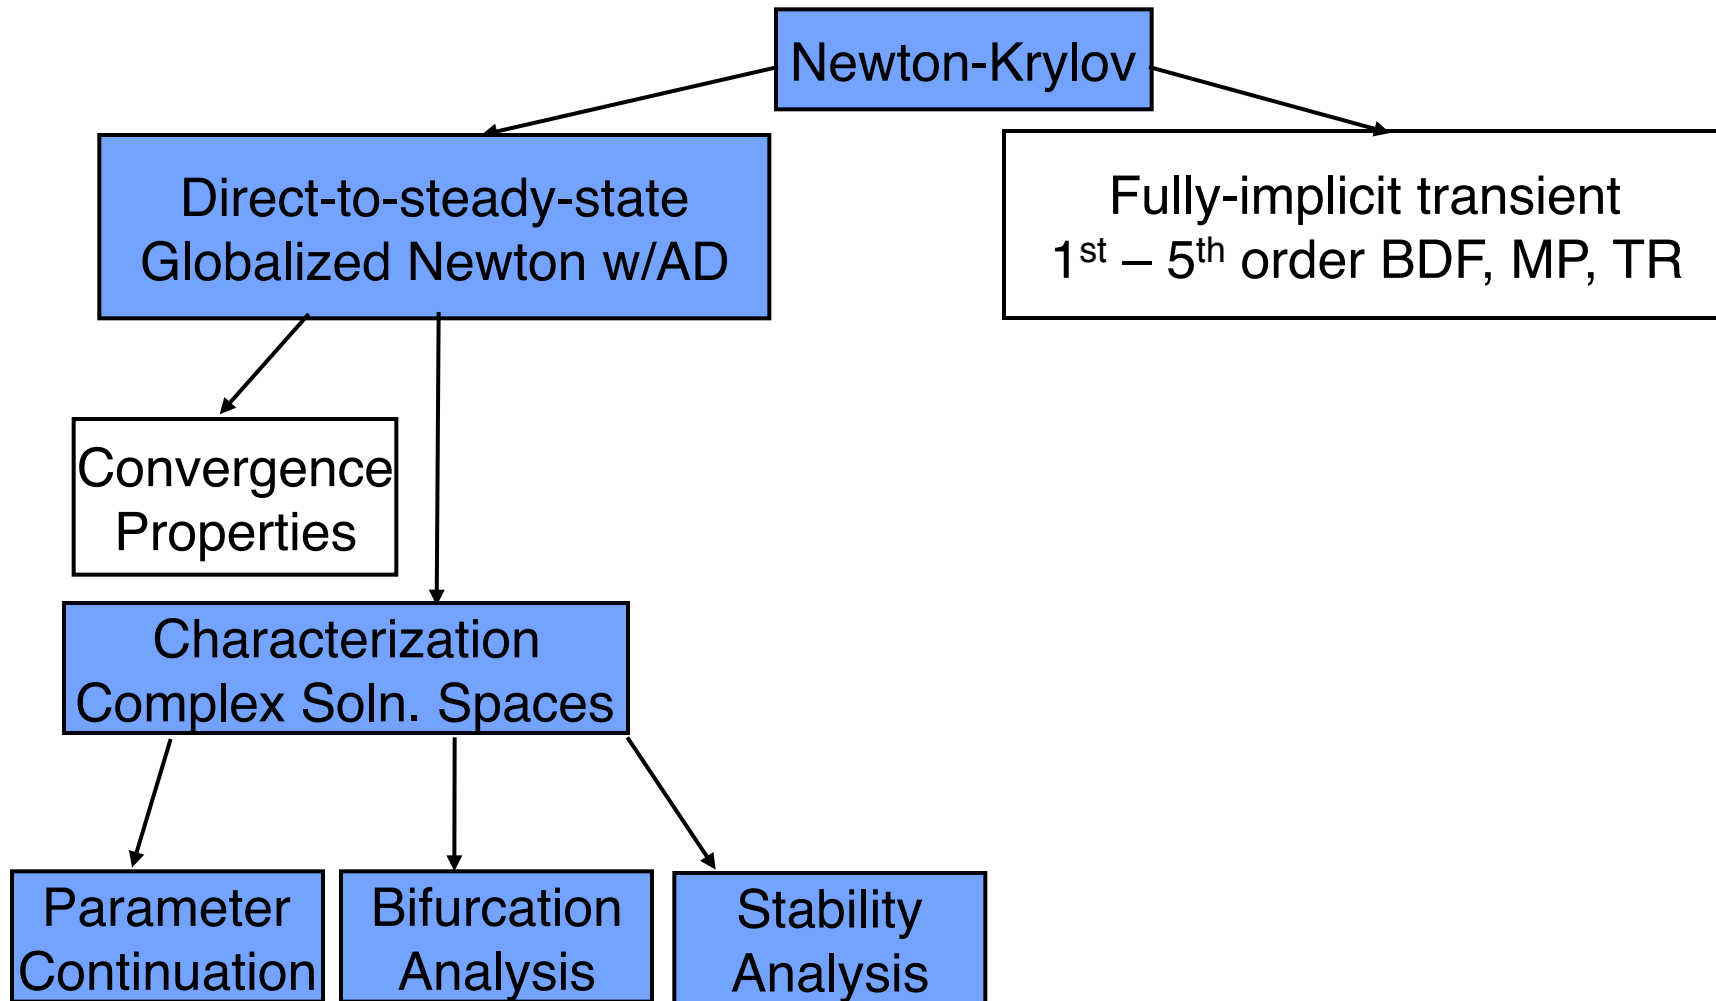 Newton-Krylov
Direct-to-steady-state
Globalized Newton w/AD
Fully-implicit transient
1st – 5th order BDF, MP, TR
Convergence
Properties
Characterization
Complex Soln. Spaces
Parameter
Continuation
Bifurcation
Analysis
Stability
Analysis